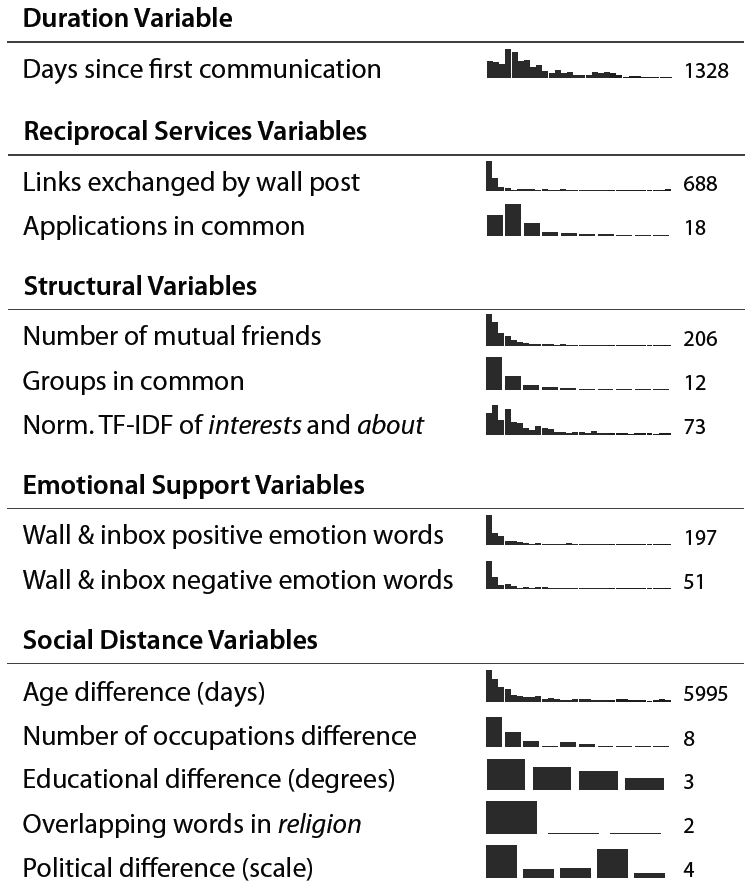 Duration Variable
Days since first communication 1328
Reciprocal Services Variables
Links exchanged by wall post 688
Applications in common 18
Structural Variables
Number of mutual friends 206
Groups in common 12
Norm. TF-IDF of interests and about 73
Emotional Support Variables
Wall & inbox positive emotion words 197
Wall & inbox negative emotion words 51
Social Distance Variables
Age difference (days) 5995
Number of occupations difference 8
Educational difference (degrees) 3
Overlapping words in religion 2
Political difference (scale) 4